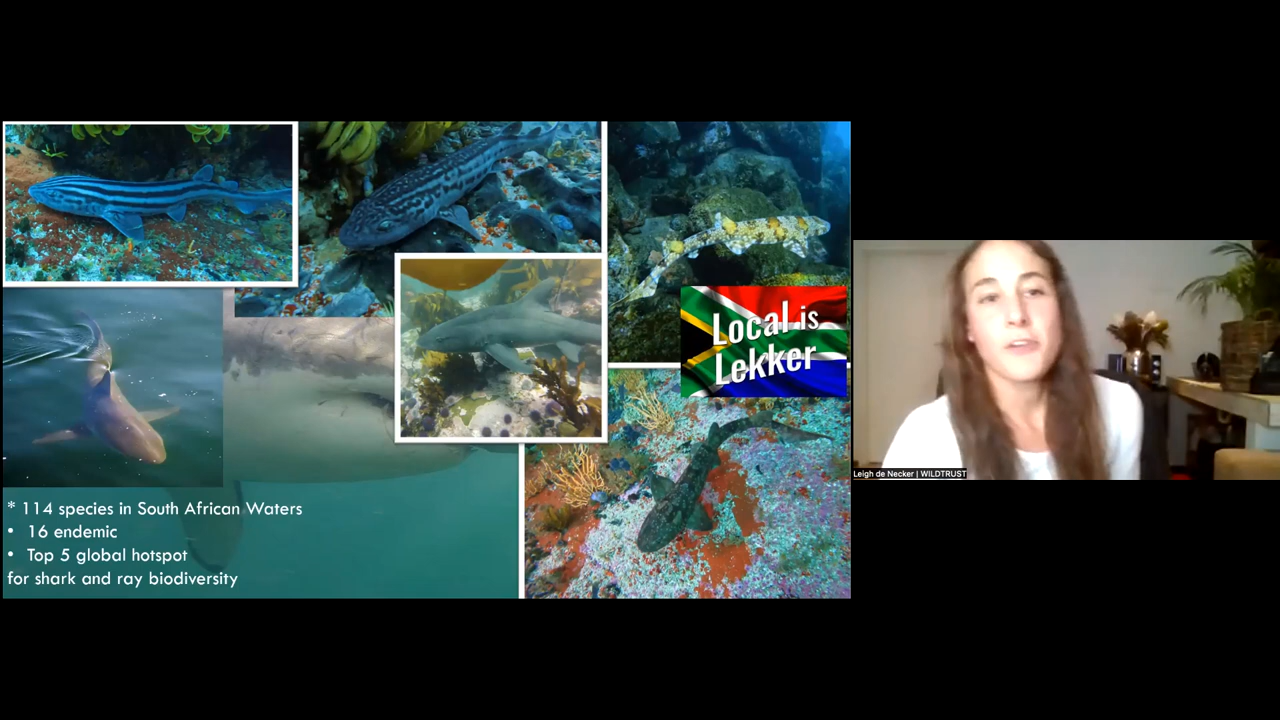 Local is
Lekker
* 114 species in South African Waters
• 16 endemic
• Top 5 global hotspot
for shark and ray biodiversity
Leigh de Necker | WILDTRUST